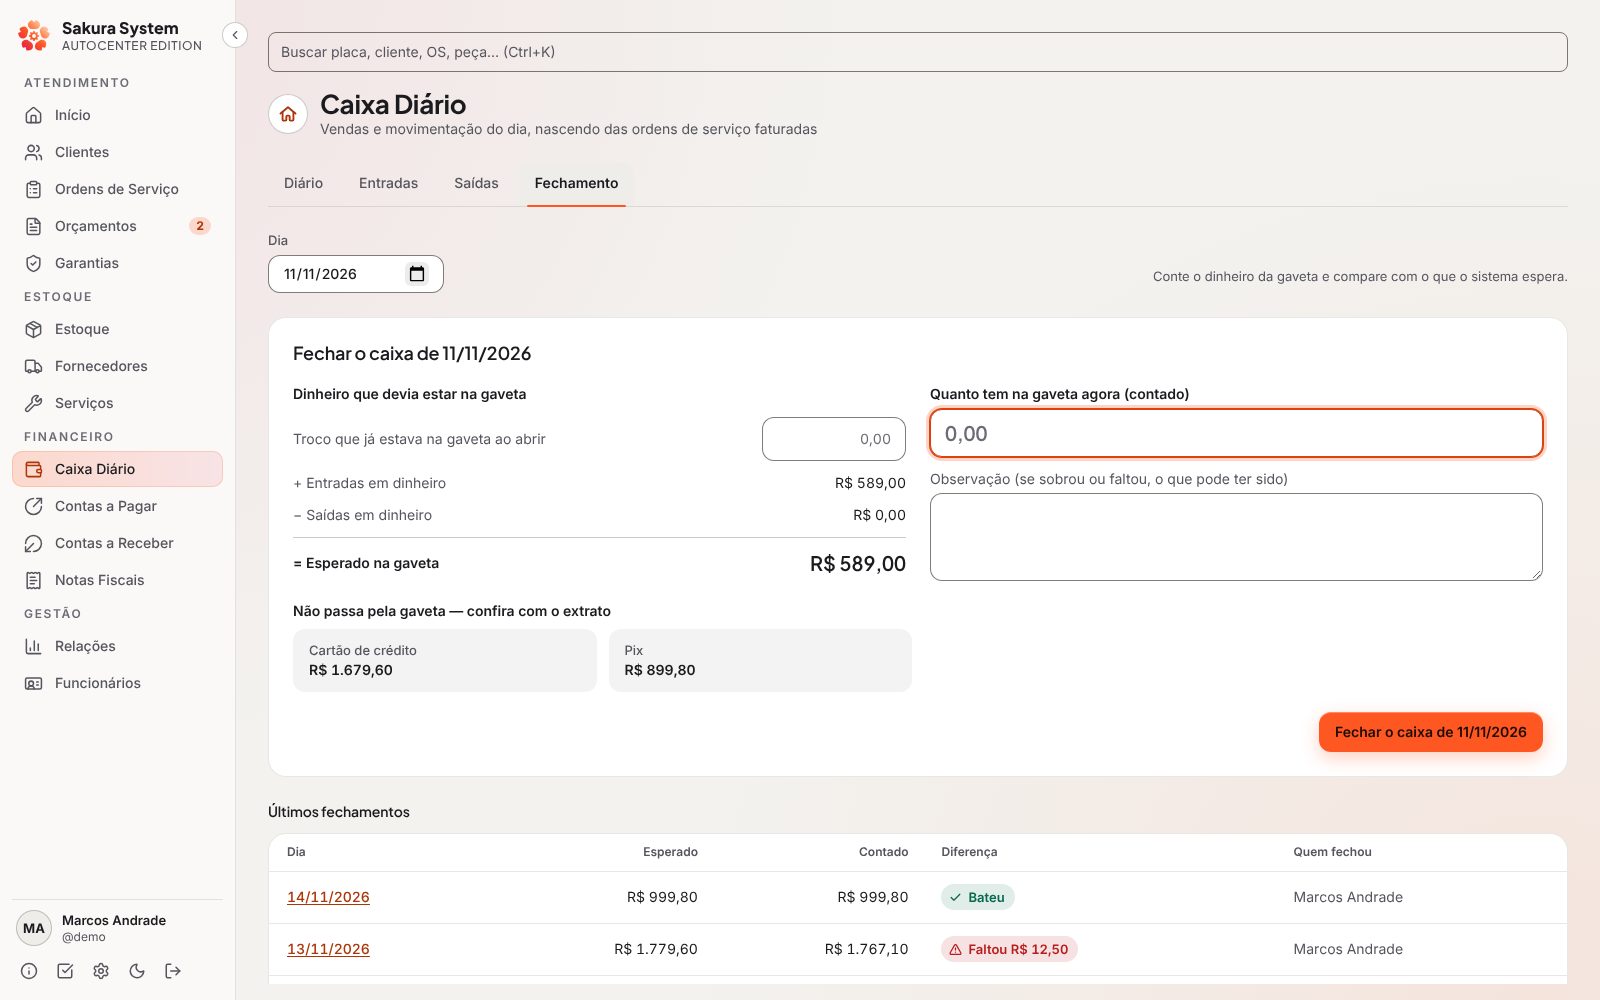 Sakura System
AUTOCENTER EDITION
ATENDIMENTO
Início
Clientes
Ordens de Serviço
Orçamentos 2
Garantias
ESTOQUE
Estoque
Fornecedores
Serviços
FINANCEIRO
Caixa Diário
Contas a Pagar
Contas a Receber
Notas Fiscais
GESTÃO
Relações
Funcionários
MA
Marcos Andrade
@demo
Buscar placa, cliente, OS, peça... (Ctrl+K)
Caixa Diário
Vendas e movimentação do dia, nascendo das ordens de serviço faturadas
Diário Entradas Saídas Fechamento
Dia
11/11/2026
Conte o dinheiro da gaveta e compare com o que o sistema espera.
Fechar o caixa de 11/11/2026
Dinheiro que devia estar na gaveta
Troco que já estava na gaveta ao abrir 0,00
+ Entradas em dinheiro R$ 589,00
− Saídas em dinheiro R$ 0,00
= Esperado na gaveta R$ 589,00
Não passa pela gaveta — confira com o extrato
Cartão de crédito
R$ 1.679,60
Pix
R$ 899,80
Quanto tem na gaveta agora (contado)
0,00
Observação (se sobrou ou faltou, o que pode ter sido)
Fechar o caixa de 11/11/2026
Últimos fechamentos
Dia Esperado Contado Diferença Quem fechou
14/11/2026 R$ 999,80 R$ 999,80 Bateu Marcos Andrade
13/11/2026 R$ 1.779,60 R$ 1.767,10 Faltou R$ 12,50 Marcos Andrade